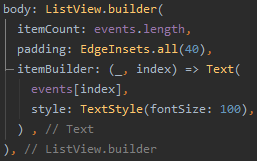 body: ListView.builder(
itemCount: events.length,
padding: EdgeInsets.all(40),
itemBuilder: (_, index) => Text(
events[index],
style: TextStyle(fontSize: 100),
) , // Text
), // ListView.builder